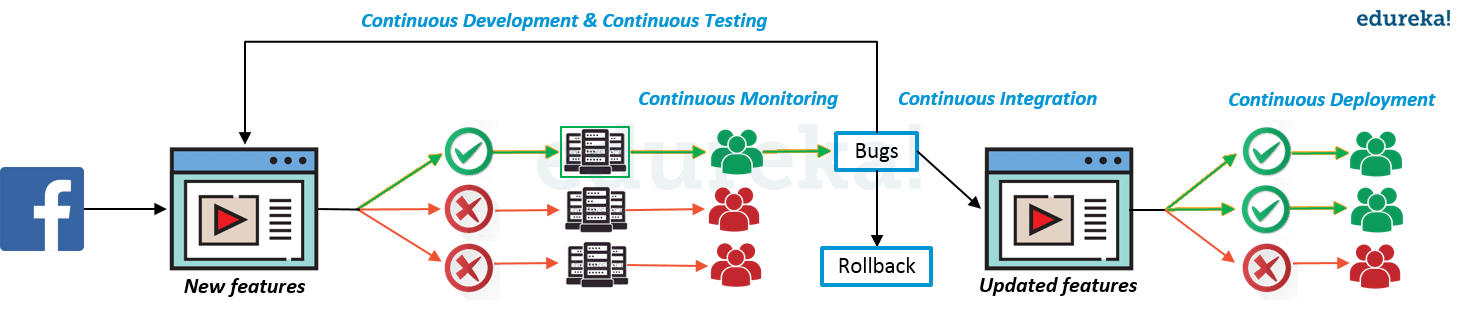 Continuous Development & Continuous Testing
edureka!
Continuous Monitoring
Continuous Integration
Continuous Deployment
edureka!
Bugs
Rollback
New features
Updated features